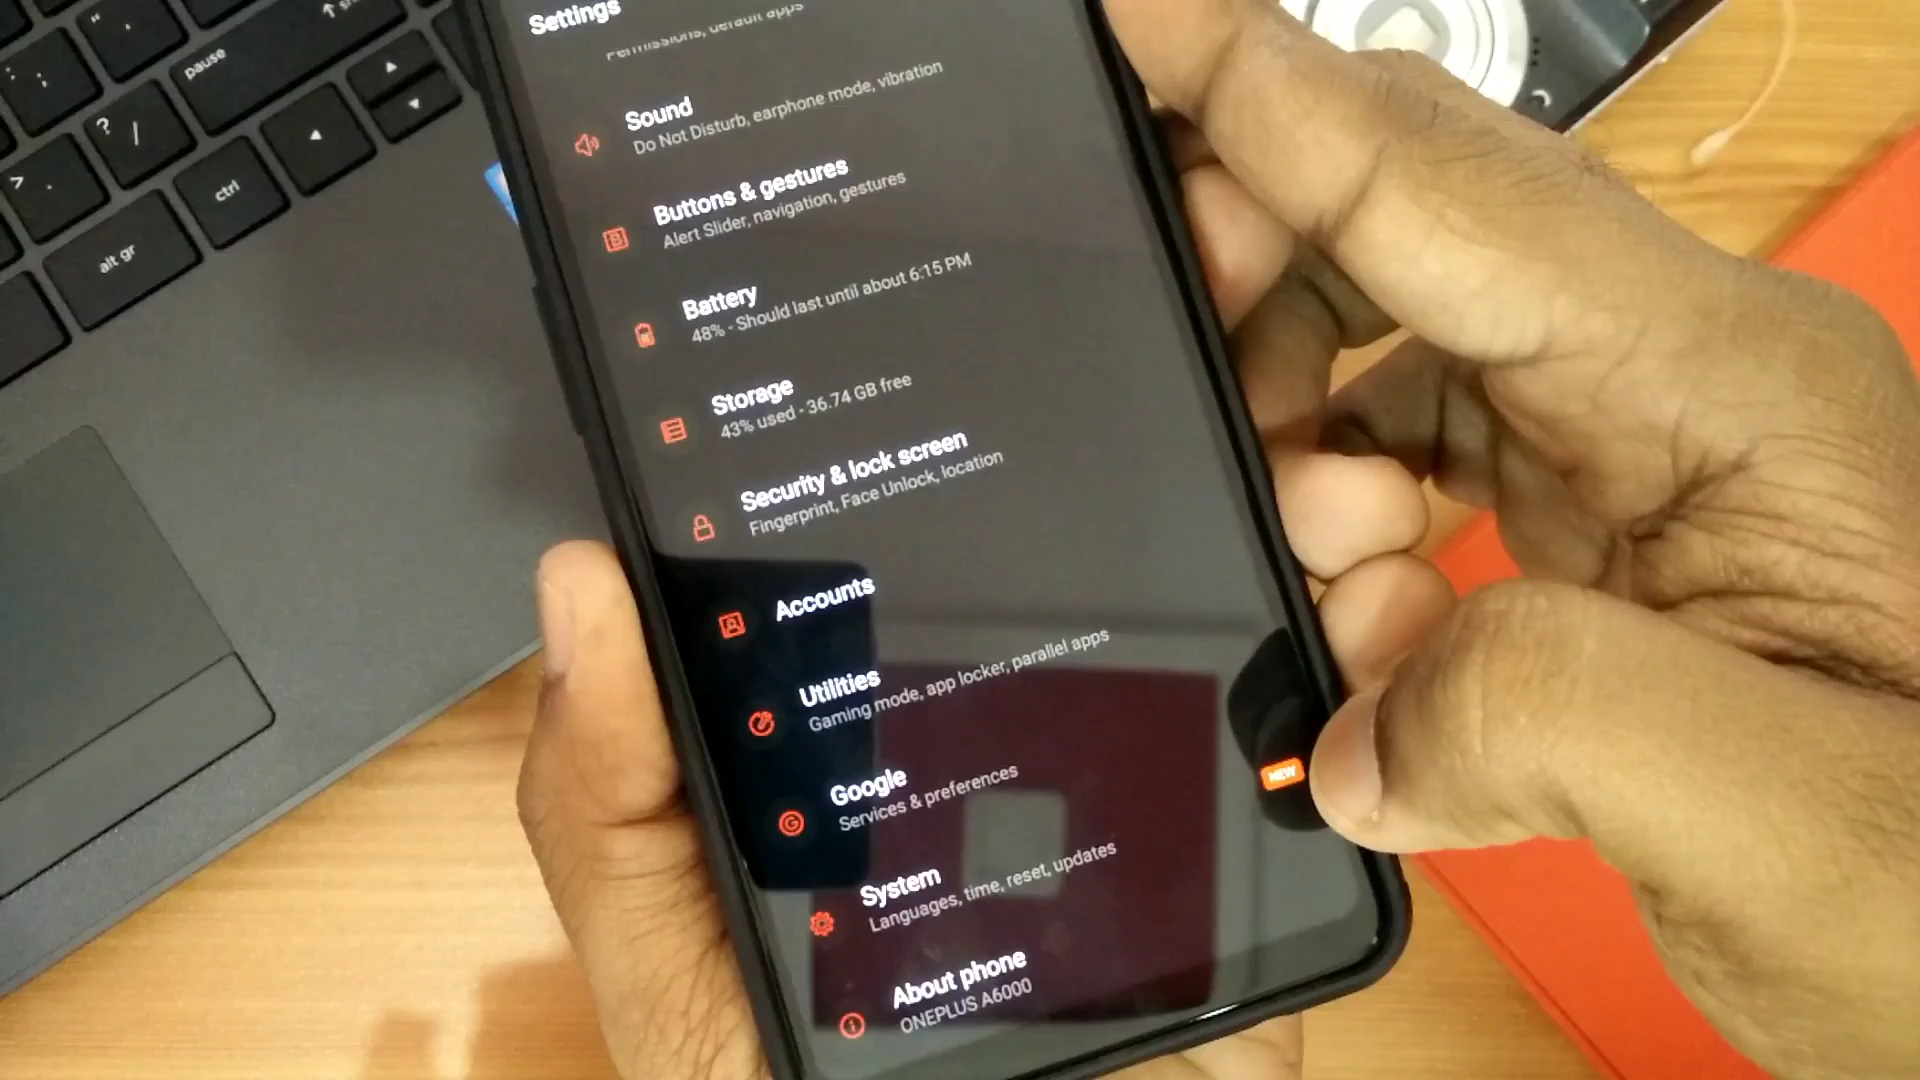 Settings
Permissions, default apps
Sound
Do Not Disturb, earphone mode, vibration
Buttons & gestures
Alert Slider, navigation, gestures
Battery
48% - Should last until about 6:15 PM
Storage
43% used - 36.74 GB free
Security & lock screen
Fingerprint, Face Unlock, location
Accounts
Utilities
Gaming mode, app locker, parallel apps
Google
Services & preferences
NEW
System
Languages, time, reset, updates
About phone
ONEPLUS A6000
pause
ctrl
alt gr
? /
> .
: ;